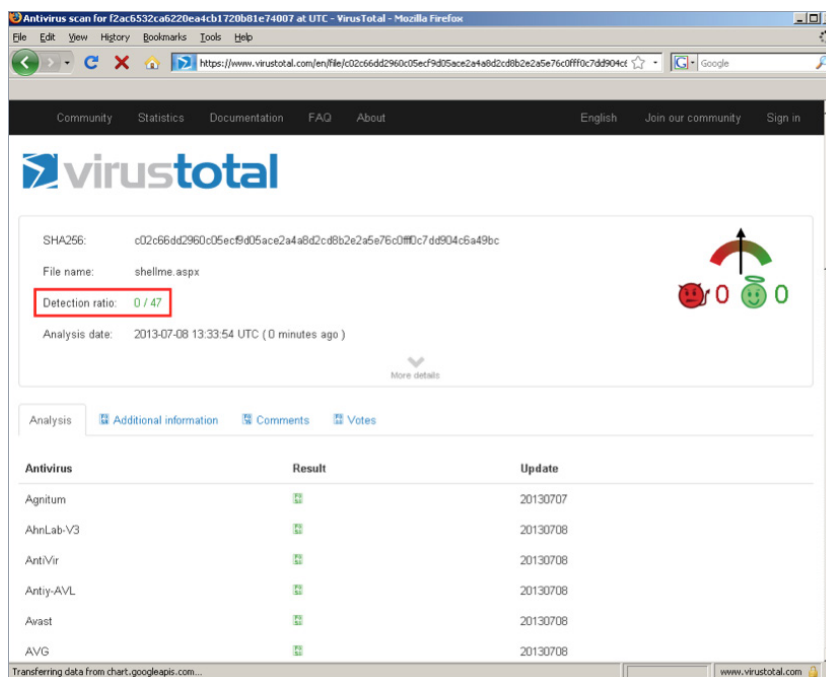 Antivirus scan for f2ac6532ca6220ea4cb1720b81e74007 at UTC - VirusTotal - Mozilla Firefox
File Edit View History Bookmarks Tools Help
https://www.virustotal.com/en/file/c02c66dd2960c05ecf9d05ace2a4a8d2cd8b2e2a5e76c0fff0c7dd904c6 Google
Community Statistics Documentation FAQ About English Join our community Sign in
virustotal
SHA256: c02c66dd2960c05ecf9d05ace2a4a8d2cd8b2e2a5e76c0fff0c7dd904c6a49bc
File name: shellme.aspx
Detection ratio: 0 / 47
0 0
Analysis date: 2013-07-08 13:33:54 UTC ( 0 minutes ago )
More details
Analysis Additional information Comments Votes
Antivirus Result Update
Agnitum 20130707
AhnLab-V3 20130708
AntiVir 20130708
Antiy-AVL 20130708
Avast 20130708
AVG 20130708
Transferring data from chart.googleapis.com...
www.virustotal.com